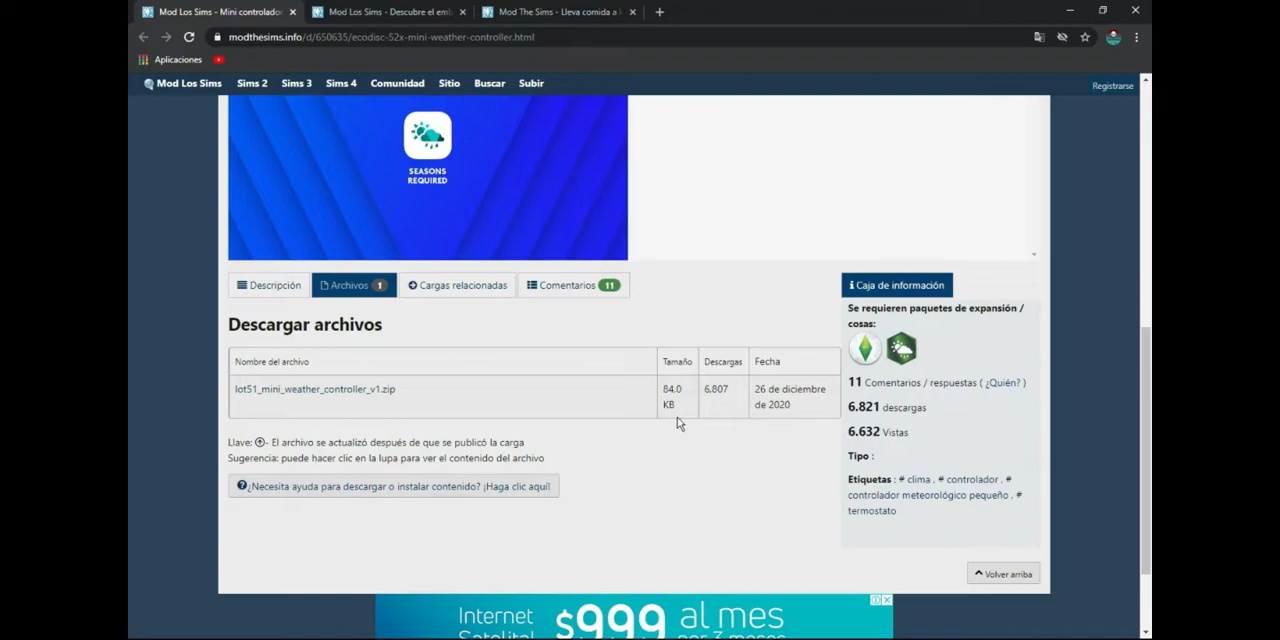 Mod Los Sims - Mini controlador
Mod Los Sims - Descubre el emb
Mod The Sims - Lleva comida a
modthesims.info/d/650635/ecodisc-52x-mini-weather-controller.html
Aplicaciones
Mod Los Sims Sims 2 Sims 3 Sims 4 Comunidad Sitio Buscar Subir Registrarse
SEASONS
REQUIRED
Descripción Archivos 1 Cargas relacionadas Comentarios 11
Descargar archivos
Nombre del archivo Tamaño Descargas Fecha
lot51_mini_weather_controller_v1.zip 84.0 6,807 26 de diciembre
KB de 2020
Llave: - El archivo se actualizó después de que se publicó la carga
Sugerencia: puede hacer clic en la lupa para ver el contenido del archivo
¿Necesita ayuda para descargar o instalar contenido? ¡Haga clic aquí!
Caja de información
Se requieren paquetes de expansión /
cosas:
11 Comentarios / respuestas ( ¿Quién? )
6.821 descargas
6.632 Vistas
Tipo :
Etiquetas : # clima , # controlador , #
controlador meteorológico pequeño , #
termostato
Volver arriba
Internet $999 al mes
Satelital por 3 meses